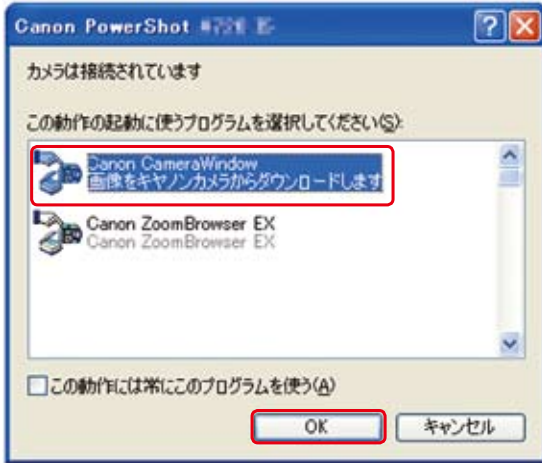 Canon PowerShot
カメラは接続されています
この動作の起動に使うプログラムを選択してください(S):
Canon CameraWindow
画像をキヤノンカメラからダウンロードします
Canon ZoomBrowser EX
Canon ZoomBrowser EX
この動作には常にこのプログラムを使う(A)
OK キャンセル